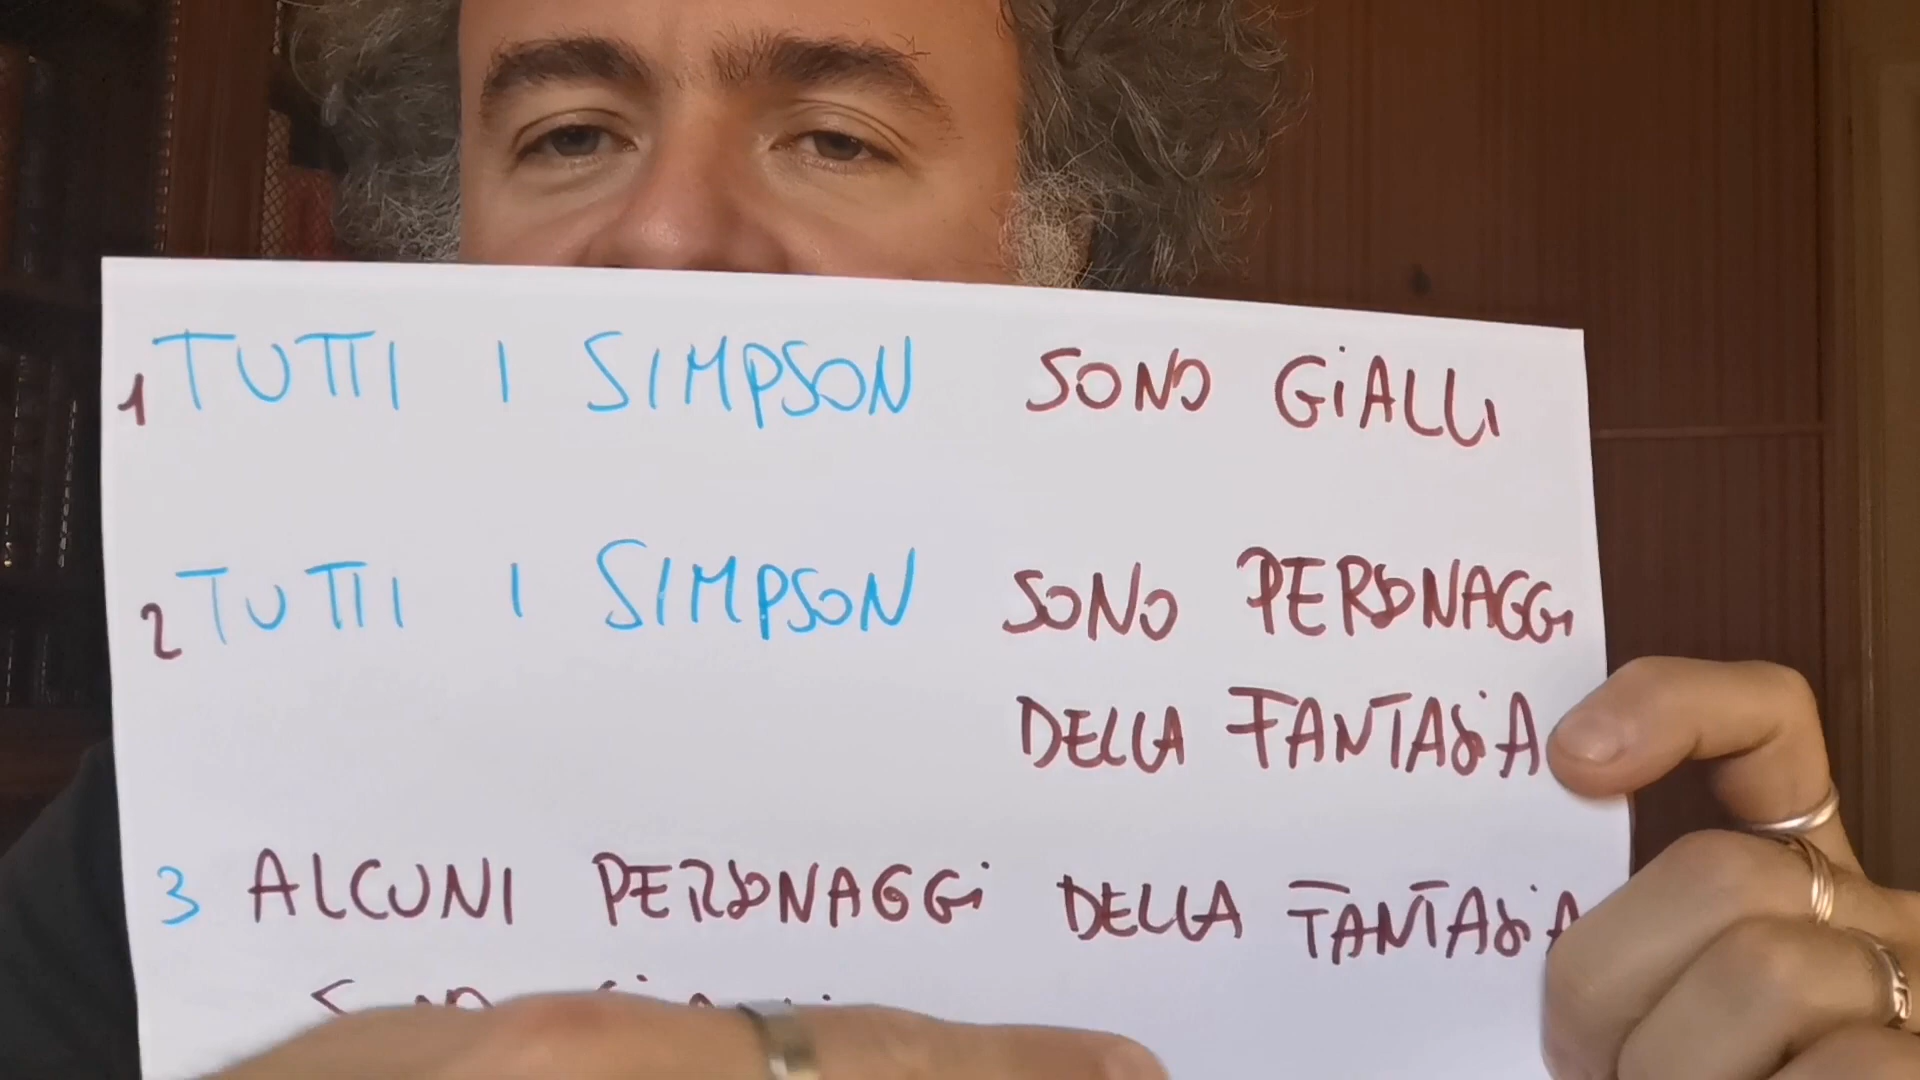 1 TUTTI I SIMPSON SONO GIALLI
2 TUTTI I SIMPSON SONO PERSONAGGI
DELLA FANTASIA
3 ALCUNI PERSONAGGI DELLA FANTASIA